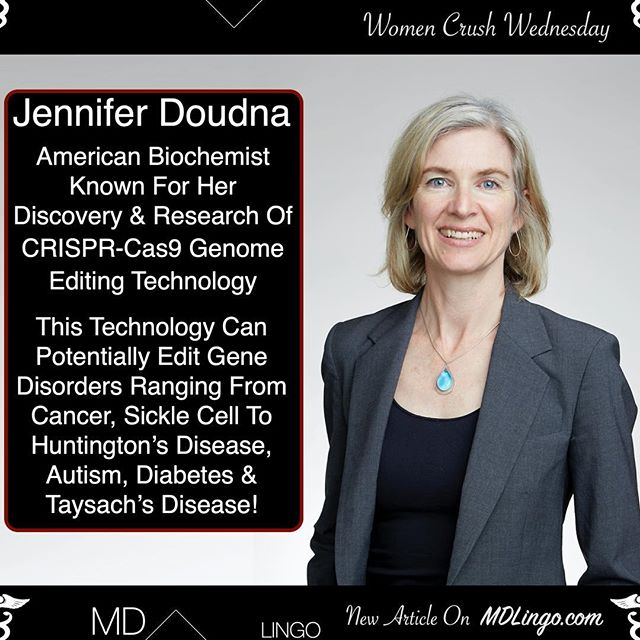 Women Crush Wednesday
Jennifer Doudna
American Biochemist
Known For Her
Discovery & Research Of
CRISPR-Cas9 Genome
Editing Technology
This Technology Can
Potentially Edit Gene
Disorders Ranging From
Cancer, Sickle Cell To
Huntington’s Disease,
Autism, Diabetes &
Taysach’s Disease!
MD LINGO
New Article On MDLingo.com